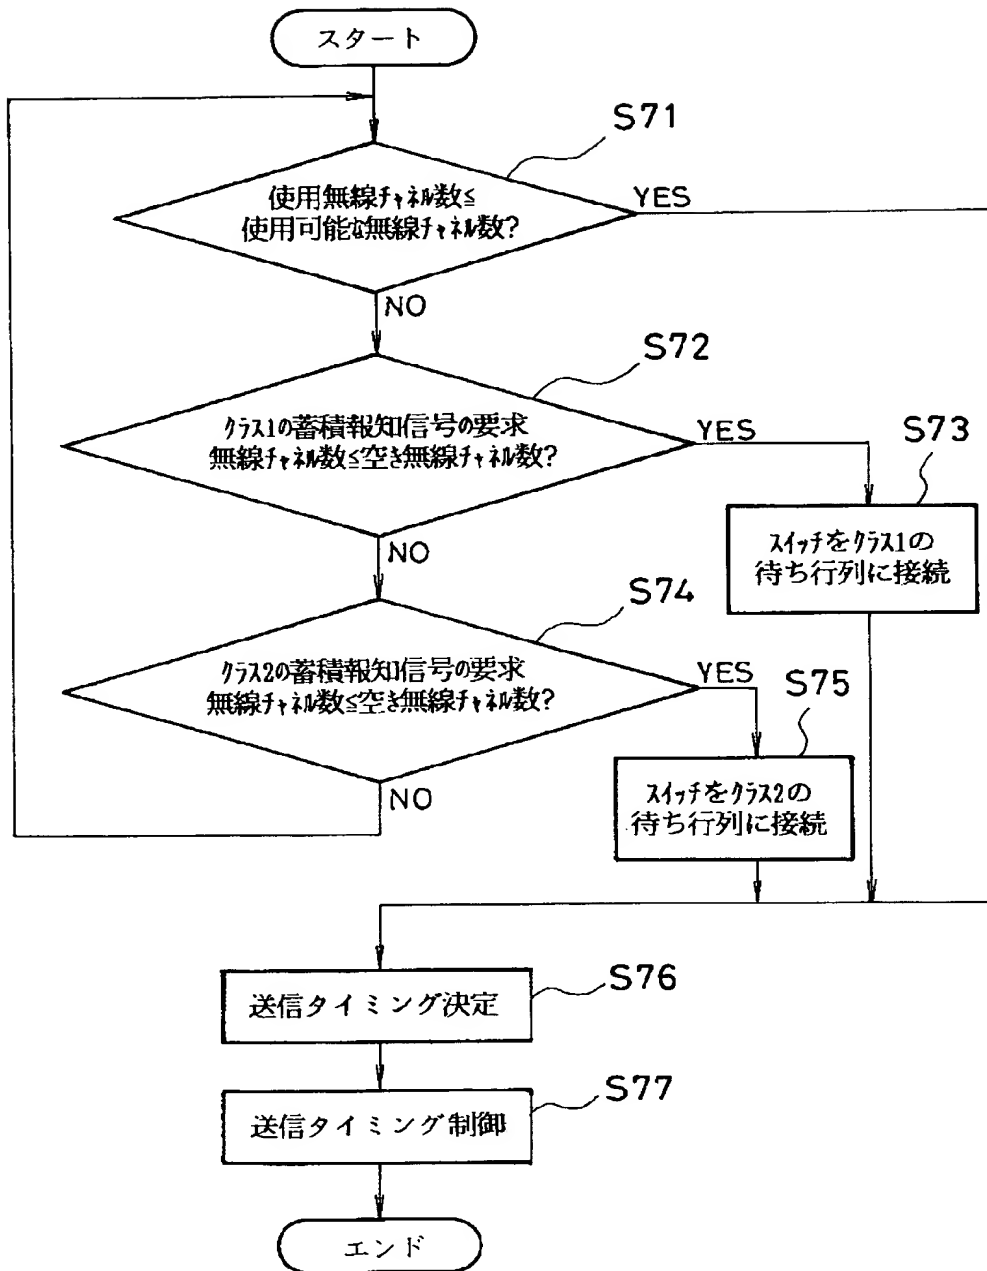 スタート
S71
使用無線チャネル数≦
使用可能な無線チャネル数?
YES
NO
S72
クラス1の蓄積報知信号の要求
無線チャネル数≦空き無線チャネル数?
YES
S73
スイッチをクラス1の
待ち行列に接続
NO
S74
クラス2の蓄積報知信号の要求
無線チャネル数≦空き無線チャネル数?
YES
S75
スイッチをクラス2の
待ち行列に接続
NO
S76
送信タイミング決定
S77
送信タイミング制御
エンド